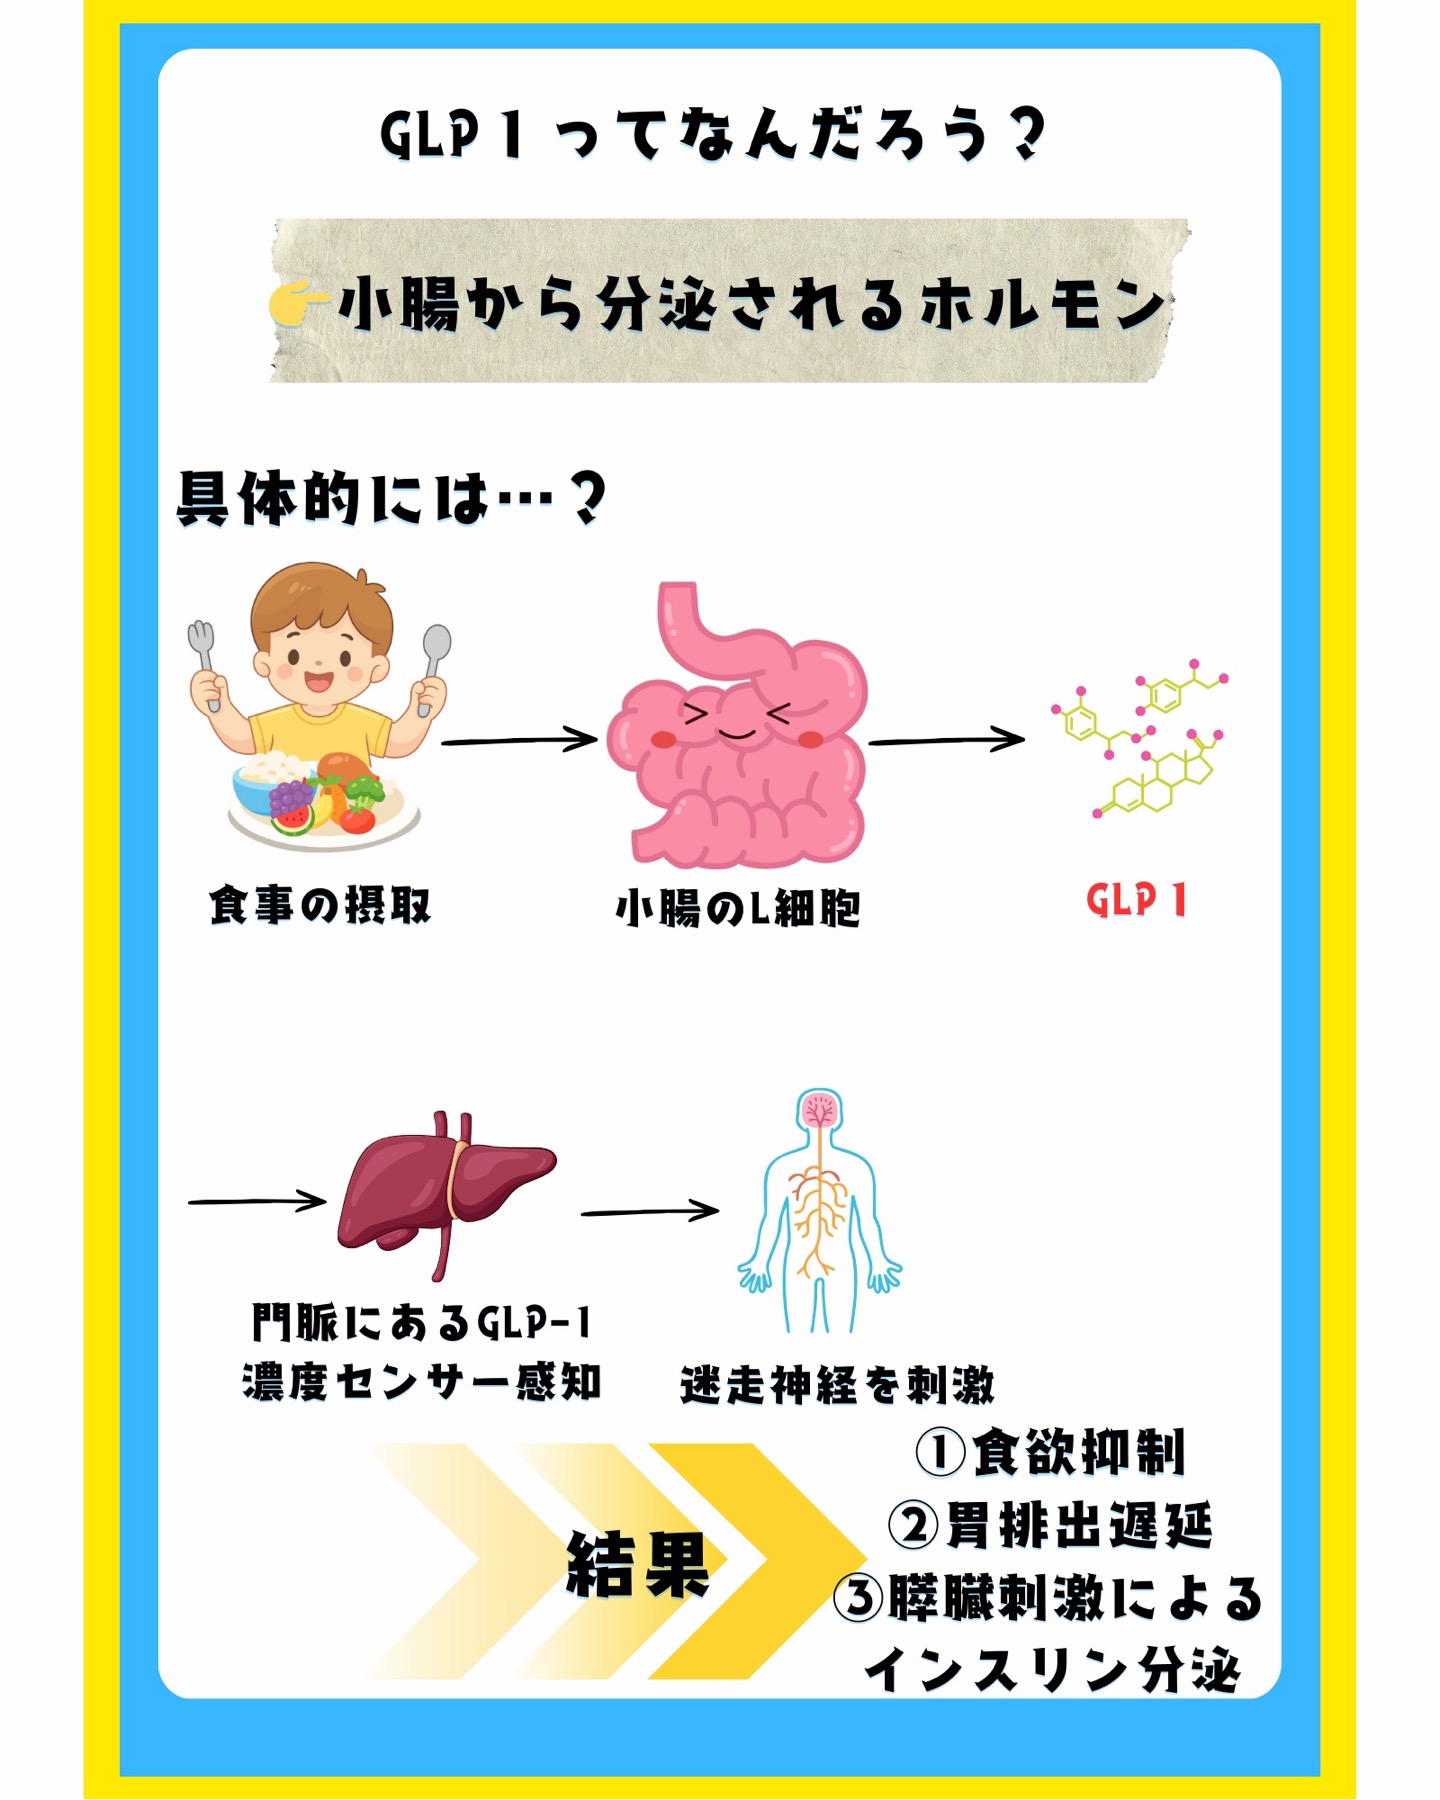 GLP1ってなんだろう？
👉小腸から分泌されるホルモン
具体的には…？
食事の摂取
小腸のL細胞
GLP1
門脈にあるGLP-1
濃度センサー感知
迷走神経を刺激
結果
①食欲抑制
②胃排出遅延
③膵臓刺激による
インスリン分泌